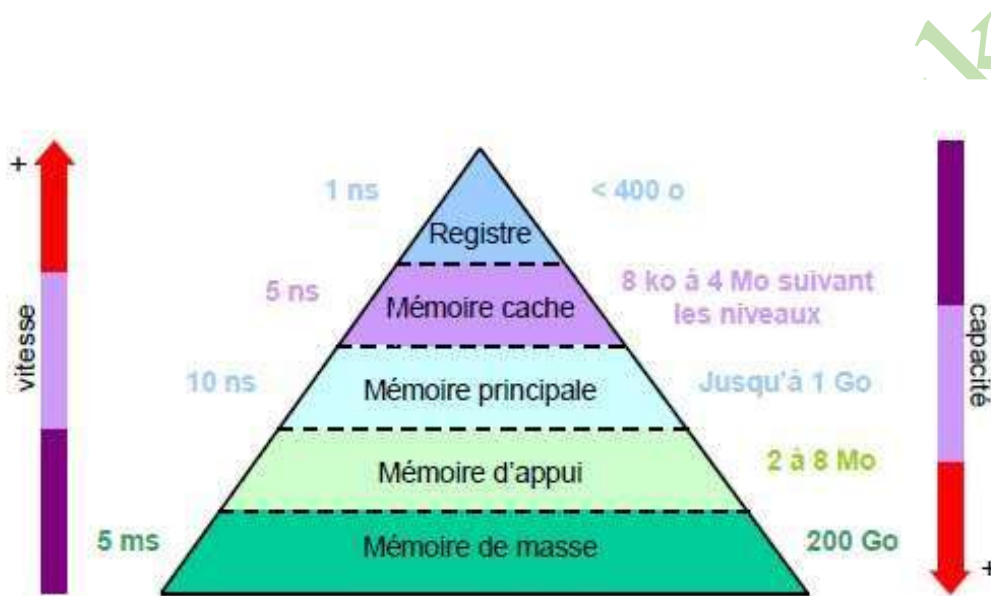 +
1 ns
< 400 o
Registre
5 ns
Mémoire cache
8 ko à 4 Mo suivant
les niveaux
vitesse
capacité
10 ns
Mémoire principale
Jusqu'à 1 Go
Mémoire d'appui
2 à 8 Mo
5 ms
Mémoire de masse
200 Go
+